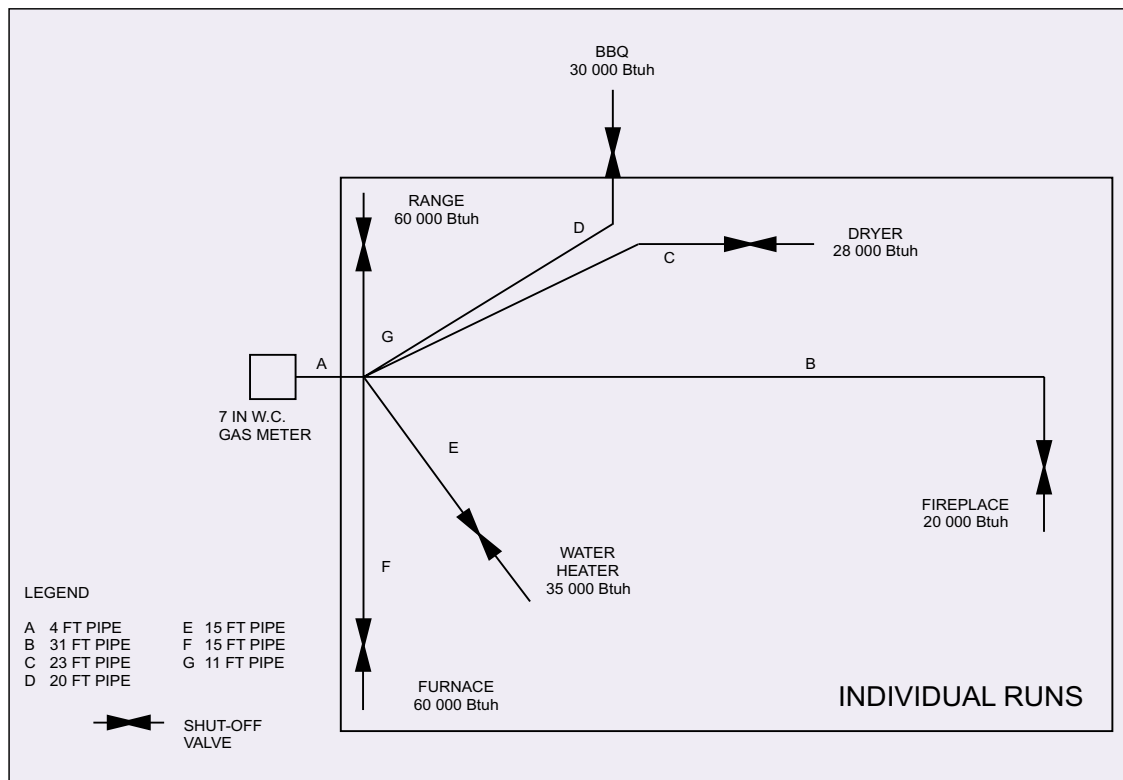 BBQ
30 000 Btuh
RANGE
60 000 Btuh
D
DRYER
28 000 Btuh
C
G
A
B
7 IN W.C.
GAS METER
E
FIREPLACE
20 000 Btuh
WATER
HEATER
35 000 Btuh
F
LEGEND
A 4 FT PIPE
B 31 FT PIPE
C 23 FT PIPE
D 20 FT PIPE
E 15 FT PIPE
F 15 FT PIPE
G 11 FT PIPE
SHUT-OFF
VALVE
FURNACE
60 000 Btuh
INDIVIDUAL RUNS